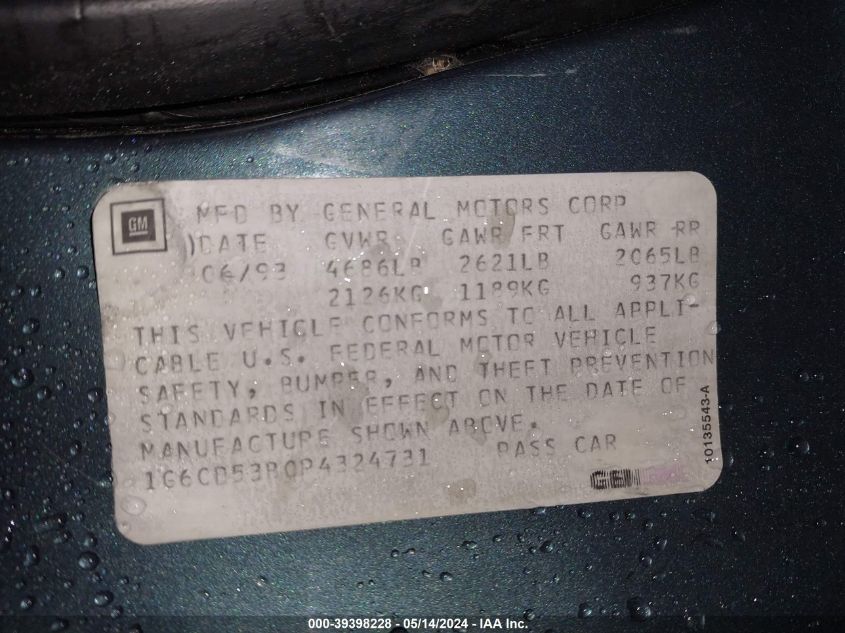 GM
MFD BY GENERAL MOTORS CORP
DATE GVWR GAWR FRT GAWR RR
06/93 4686LB 2621LB 2065LB
2126KG 1189KG 937KG
THIS VEHICLE CONFORMS TO ALL APPLI-
CABLE U.S. FEDERAL MOTOR VEHICLE
SAFETY, BUMPER, AND THEFT PREVENTION
STANDARDS IN EFFECT ON THE DATE OF
MANUFACTURE SHOWN ABOVE.
1G6CD53B0P4324731 PASS CAR
10135543-A
000-39398228 - 05/14/2024 - IAA Inc.